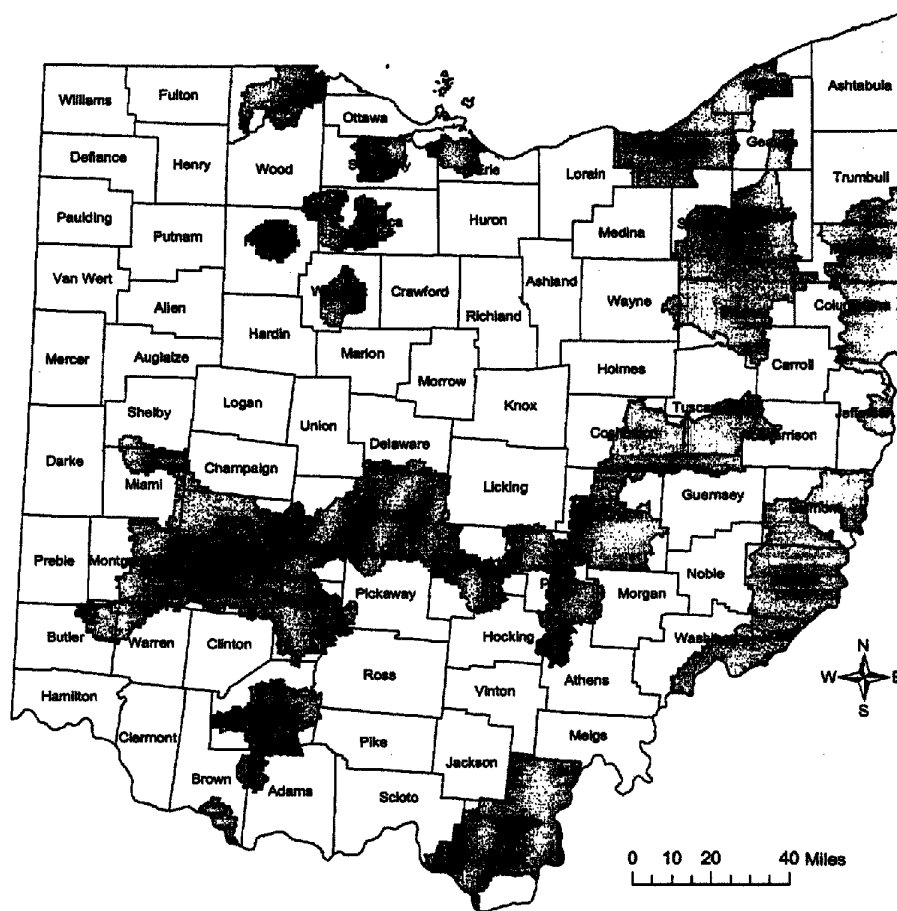 Ashtabula
Williams
Fulton
Ottawa
Defiance
Henry
Wood
Lorain
Trumbull
Paulding
Putnam
Huron
Medina
Van Wert
Allen
Crawford
Ashland
Wayne
Hardin
Richland
Mercer
Auglaize
Marion
Holmes
Carroll
Morrow
Shelby
Logan
Union
Knox
Delaware
Darke
Champaign
Miami
Licking
Guernsey
Preble
Pickaway
Morgan
Noble
Butler
Warren
Clinton
Hocking
Ross
Athens
Hamilton
Vinton
Clermont
Pike
Jackson
Meigs
Brown
Adams
Scioto
N
W E
S
0 10 20 40 Miles